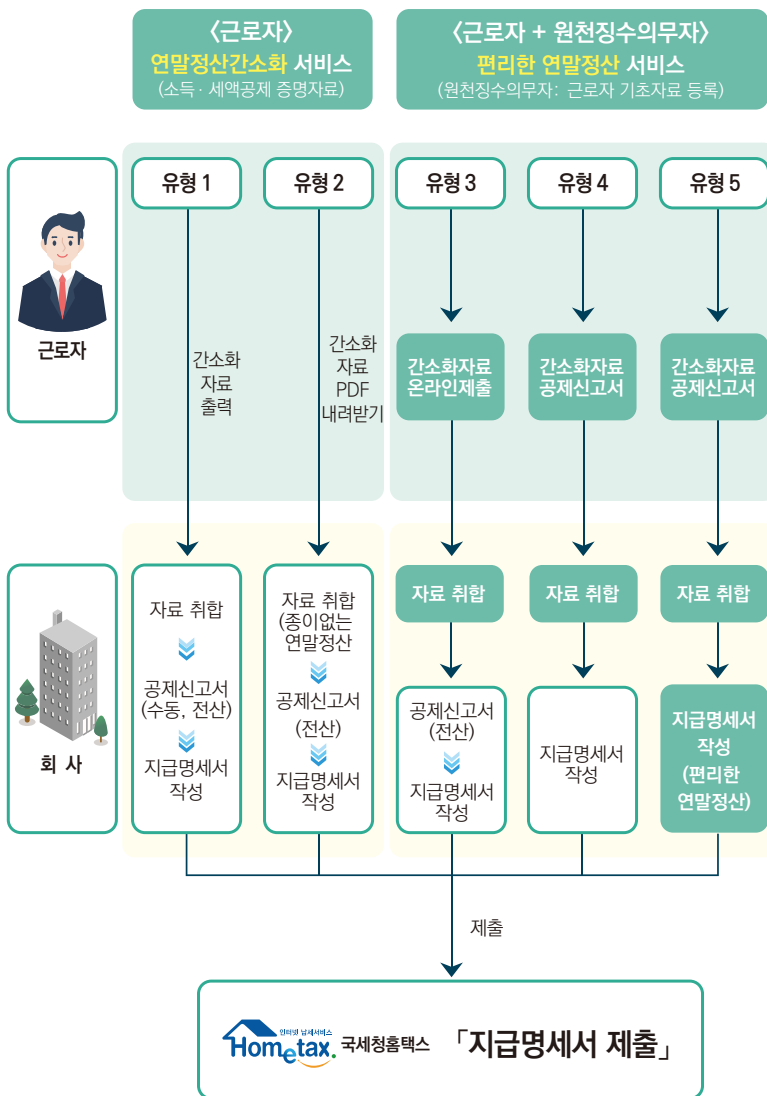 〈근로자〉
연말정산간소화 서비스
(소득 · 세액공제 증명자료)
〈근로자 + 원천징수의무자〉
편리한 연말정산 서비스
(원천징수의무자: 근로자 기초자료 등록)
유형 1
유형 2
유형 3
유형 4
유형 5
근로자
간소화
자료
출력
간소화
자료
PDF
내려받기
간소화자료
온라인제출
간소화자료
공제신고서
간소화자료
공제신고서
회 사
자료 취합
공제신고서
(수동, 전산)
지급명세서
작성
자료 취합
(종이없는
연말정산
공제신고서
(전산)
지급명세서
작성
자료 취합
공제신고서
(전산)
지급명세서
작성
자료 취합
지급명세서
작성
자료 취합
지급명세서
작성
(편리한
연말정산)
제출
인터넷 납세서비스
Hometax. 국세청홈택스 「지급명세서 제출」